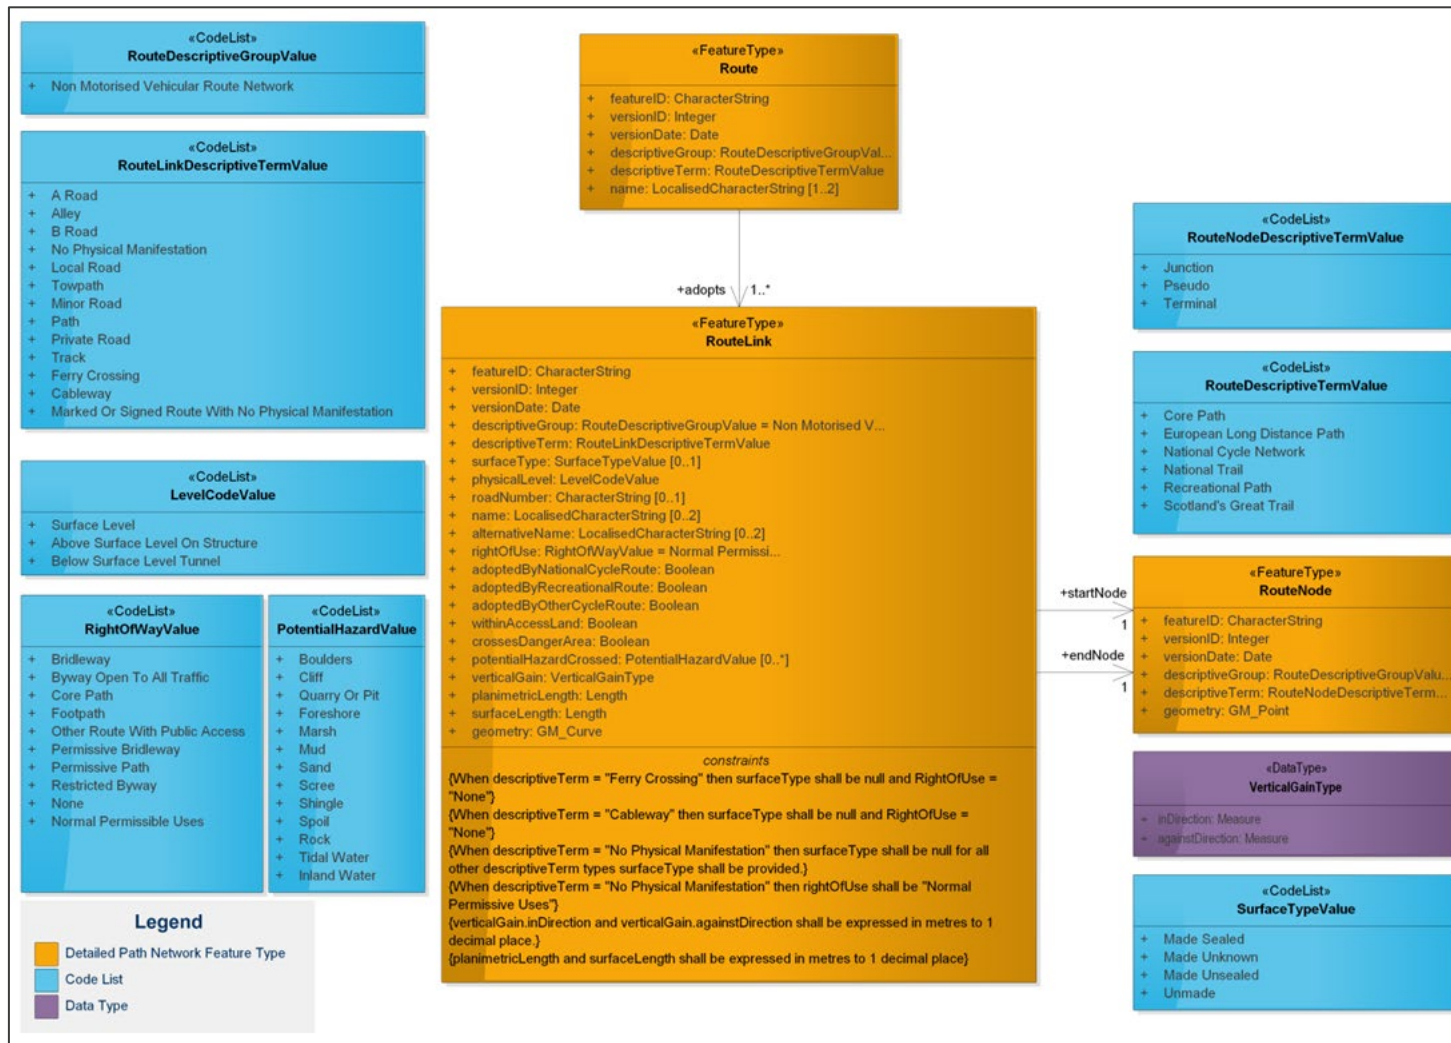 «CodeList»
RouteDescriptiveGroupValue
+ Non Motorised Vehicular Route Network
«CodeList»
RouteLinkDescriptiveTermValue
+ A Road
+ Alley
+ B Road
+ No Physical Manifestation
+ Local Road
+ Towpath
+ Minor Road
+ Path
+ Private Road
+ Track
+ Ferry Crossing
+ Cableway
+ Marked Or Signed Route With No Physical Manifestation
«CodeList»
LevelCodeValue
+ Surface Level
+ Above Surface Level On Structure
+ Below Surface Level Tunnel
«CodeList»
RightOfWayValue
+ Bridleway
+ Byway Open To All Traffic
+ Core Path
+ Footpath
+ Other Route With Public Access
+ Permissive Bridleway
+ Permissive Path
+ Restricted Byway
+ None
+ Normal Permissible Uses
«CodeList»
PotentialHazardValue
+ Boulders
+ Cliff
+ Quarry Or Pit
+ Foreshore
+ Marsh
+ Mud
+ Sand
+ Scree
+ Shingle
+ Spoil
+ Rock
+ Tidal Water
+ Inland Water
Legend
Detailed Path Network Feature Type
Code List
Data Type
«FeatureType»
Route
+ featureID: CharacterString
+ versionID: Integer
+ versionDate: Date
+ descriptiveGroup: RouteDescriptiveGroupVal...
+ descriptiveTerm: RouteDescriptiveTermValue
+ name: LocalisedCharacterString [1..2]
+adopts 1..*
«FeatureType»
RouteLink
+ featureID: CharacterString
+ versionID: Integer
+ versionDate: Date
+ descriptiveGroup: RouteDescriptiveGroupValue = Non Motorised V...
+ descriptiveTerm: RouteLinkDescriptiveTermValue
+ surfaceType: SurfaceTypeValue [0..1]
+ physicalLevel: LevelCodeValue
+ roadNumber: CharacterString [0..1]
+ name: LocalisedCharacterString [0..2]
+ alternativeName: LocalisedCharacterString [0..2]
+ rightOfUse: RightOfWayValue = Normal Permissi...
+ adoptedByNationalCycleRoute: Boolean
+ adoptedByRecreationalRoute: Boolean
+ adoptedByOtherCycleRoute: Boolean
+ withinAccessLand: Boolean
+ crossesDangerArea: Boolean
+ potentialHazardCrossed: PotentialHazardValue [0..*]
+ verticalGain: VerticalGainType
+ planimetricLength: Length
+ surfaceLength: Length
+ geometry: GM_Curve
constraints
{When descriptiveTerm = "Ferry Crossing" then surfaceType shall be null and RightOfUse =
"None"}
{When descriptiveTerm = "Cableway" then surfaceType shall be null and RightOfUse =
"None"}
{When descriptiveTerm = "No Physical Manifestation" then surfaceType shall be null for all
other descriptiveTerm types surfaceType shall be provided.}
{When descriptiveTerm = "No Physical Manifestation" then rightOfUse shall be "Normal
Permissive Uses"}
{verticalGain.inDirection and verticalGain.againstDirection shall be expressed in metres to 1
decimal place.}
{planimetricLength and surfaceLength shall be expressed in metres to 1 decimal place}
+startNode
1
+endNode
1
«CodeList»
RouteNodeDescriptiveTermValue
+ Junction
+ Pseudo
+ Terminal
«CodeList»
RouteDescriptiveTermValue
+ Core Path
+ European Long Distance Path
+ National Cycle Network
+ National Trail
+ Recreational Path
+ Scotland's Great Trail
«FeatureType»
RouteNode
+ featureID: CharacterString
+ versionID: Integer
+ versionDate: Date
+ descriptiveGroup: RouteDescriptiveGroupValu...
+ descriptiveTerm: RouteNodeDescriptiveTerm...
+ geometry: GM_Point
«DataType»
VerticalGainType
+ inDirection: Measure
+ againstDirection: Measure
«CodeList»
SurfaceTypeValue
+ Made Sealed
+ Made Unknown
+ Made Unsealed
+ Unmade